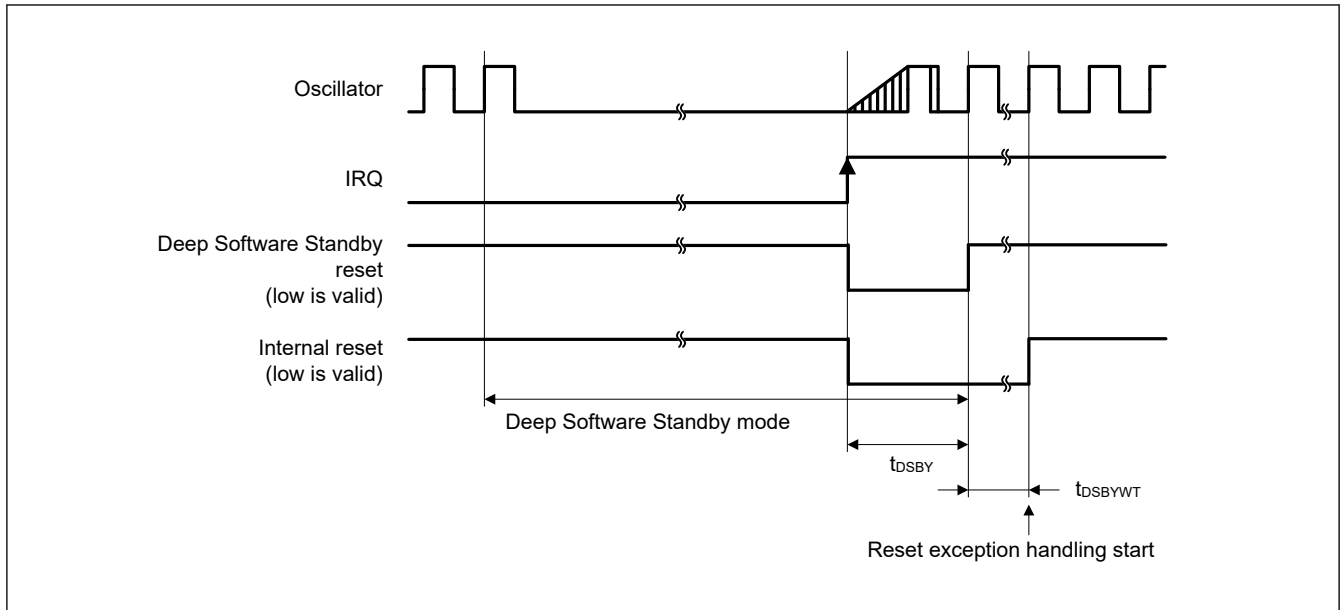 Oscillator
IRQ
Deep Software Standby
reset
(low is valid)
Internal reset
(low is valid)
Deep Software Standby mode
tDSBY
tDSBYWT
Reset exception handling start